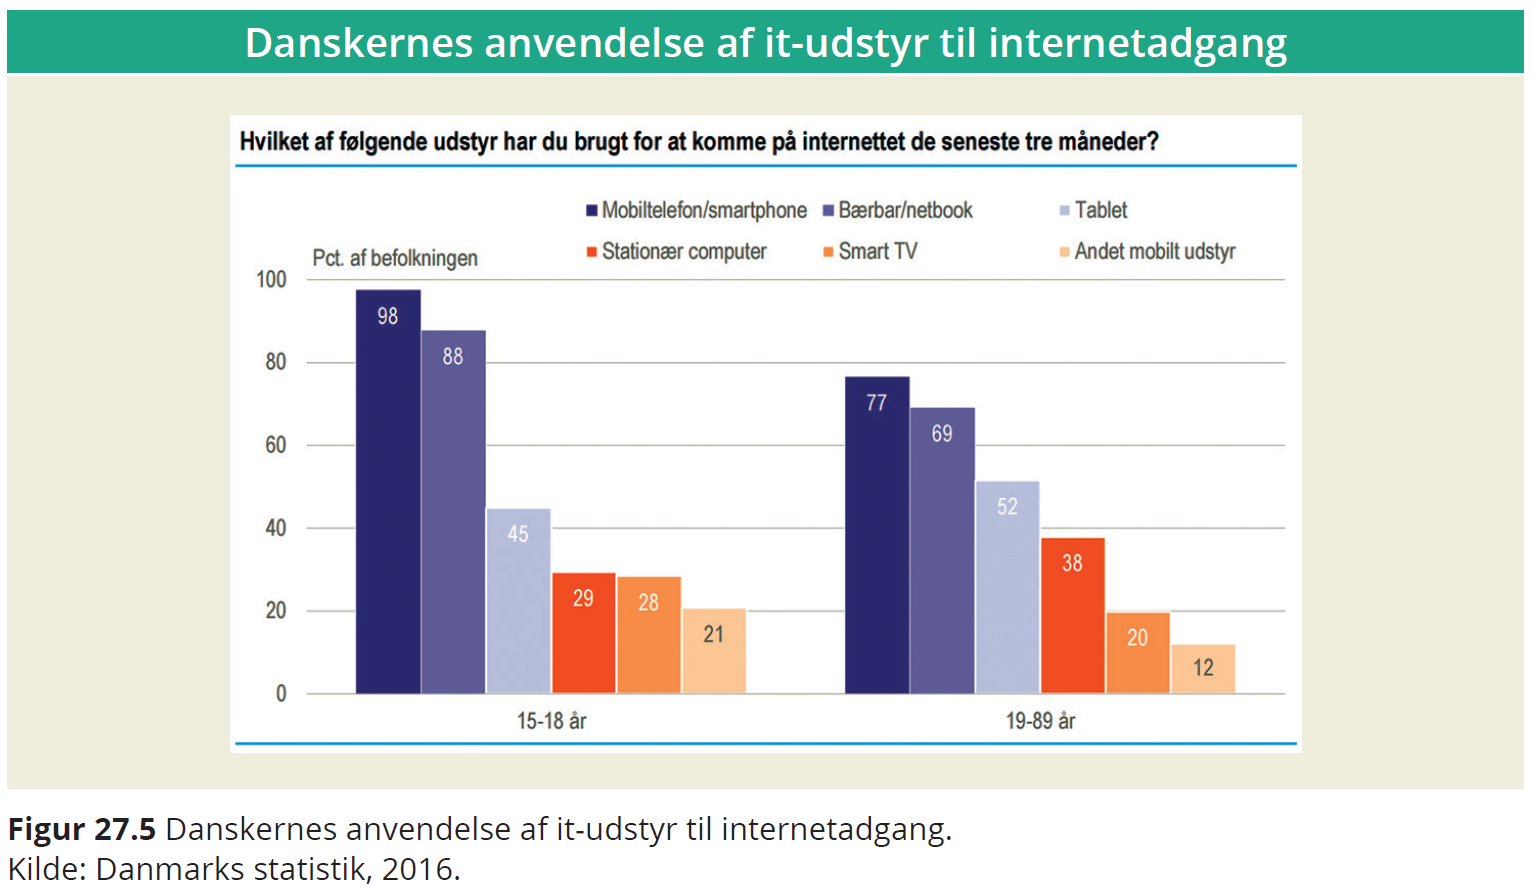 Danskernes anvendelse af it-udstyr til internetadgang
Hvilket af følgende udstyr har du brugt for at komme på internettet de seneste tre måneder?
Mobiltelefon/smartphone Bærbar/netbook Tablet
Stationær computer Smart TV Andet mobilt udstyr
Pct. af befolkningen
100
80
60
40
20
0
98
88
45
29
28
21
77
69
52
38
20
12
15-18 år 19-89 år
Figur 27.5 Danskernes anvendelse af it-udstyr til internetadgang.
Kilde: Danmarks statistik, 2016.